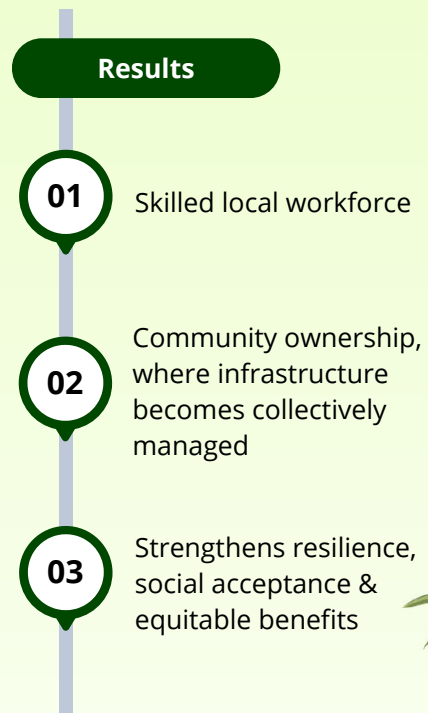 Results
01
Skilled local workforce
02
Community ownership,
where infrastructure
becomes collectively
managed
03
Strengthens resilience,
social acceptance &
equitable benefits